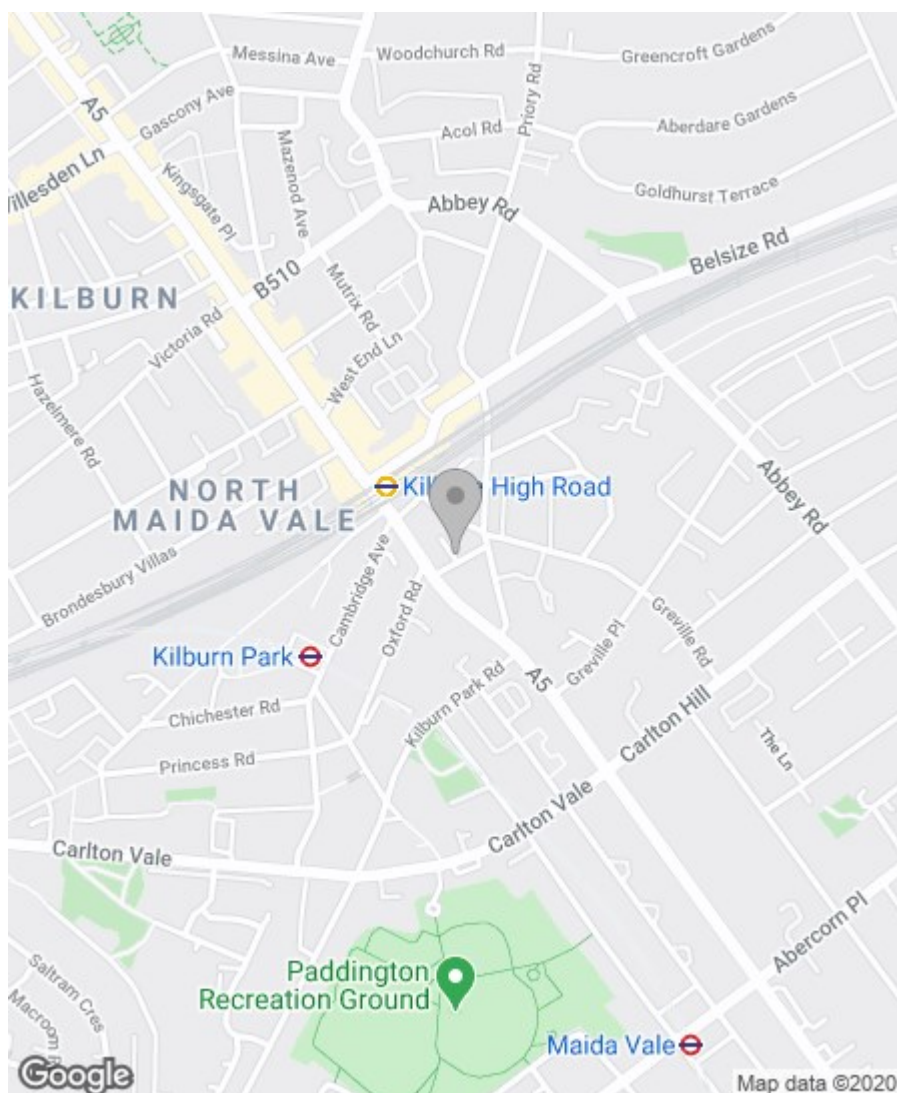 Messina Ave
Woodchurch Rd
Greencroft Gardens
A5
Gascony Ave
Priory Rd
Acol Rd
Aberdare Gardens
Mazenod Ave
Willesden Ln
Kingsgate Pl
Goldhurst Terrace
Abbey Rd
Belsize Rd
B510
KILBURN
Mutrix Rd
Victoria Rd
West End Ln
Hazelmere Rd
Abbey Rd
NORTH
MAIDA VALE
High Road
Brondesbury Villas
Cambridge Ave
Oxford Rd
Greville Rd
Greville Pl
Kilburn Park
A5
Kilburn Park Rd
Chichester Rd
Carlton Hill
The Ln
Princess Rd
Carlton Vale
Carlton Vale
Abercorn Pl
Saltram Cres
Paddington
Recreation Ground
Macroom
Maida Vale
Google
Map data ©2020